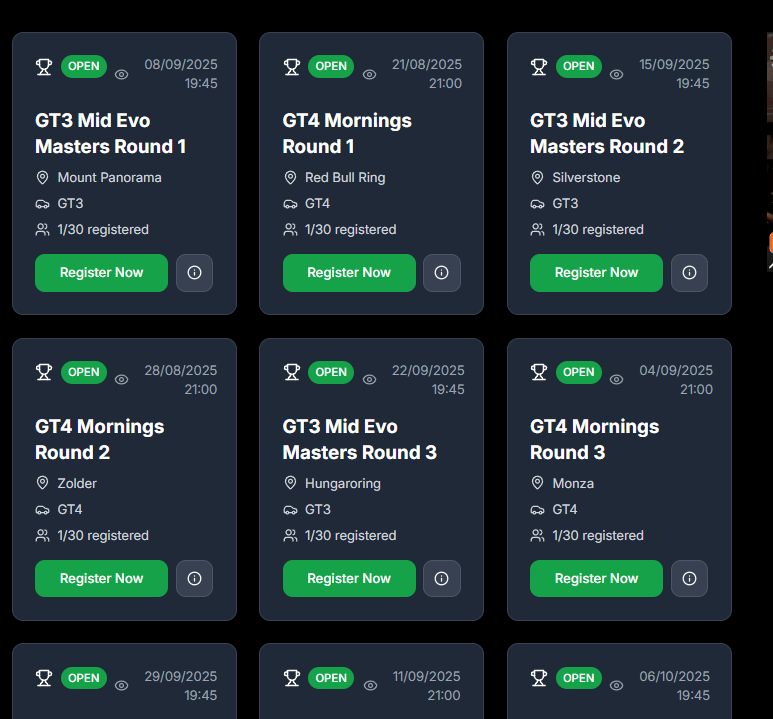 OPEN
08/09/2025
19:45
GT3 Mid Evo
Masters Round 1
Mount Panorama
GT3
1/30 registered
Register Now
OPEN
21/08/2025
21:00
GT4 Mornings
Round 1
Red Bull Ring
GT4
1/30 registered
Register Now
OPEN
15/09/2025
19:45
GT3 Mid Evo
Masters Round 2
Silverstone
GT3
1/30 registered
Register Now
OPEN
28/08/2025
21:00
GT4 Mornings
Round 2
Zolder
GT4
1/30 registered
Register Now
OPEN
22/09/2025
19:45
GT3 Mid Evo
Masters Round 3
Hungaroring
GT3
1/30 registered
Register Now
OPEN
04/09/2025
21:00
GT4 Mornings
Round 3
Monza
GT4
1/30 registered
Register Now
OPEN
29/09/2025
19:45
OPEN
11/09/2025
21:00
OPEN
06/10/2025
19:45